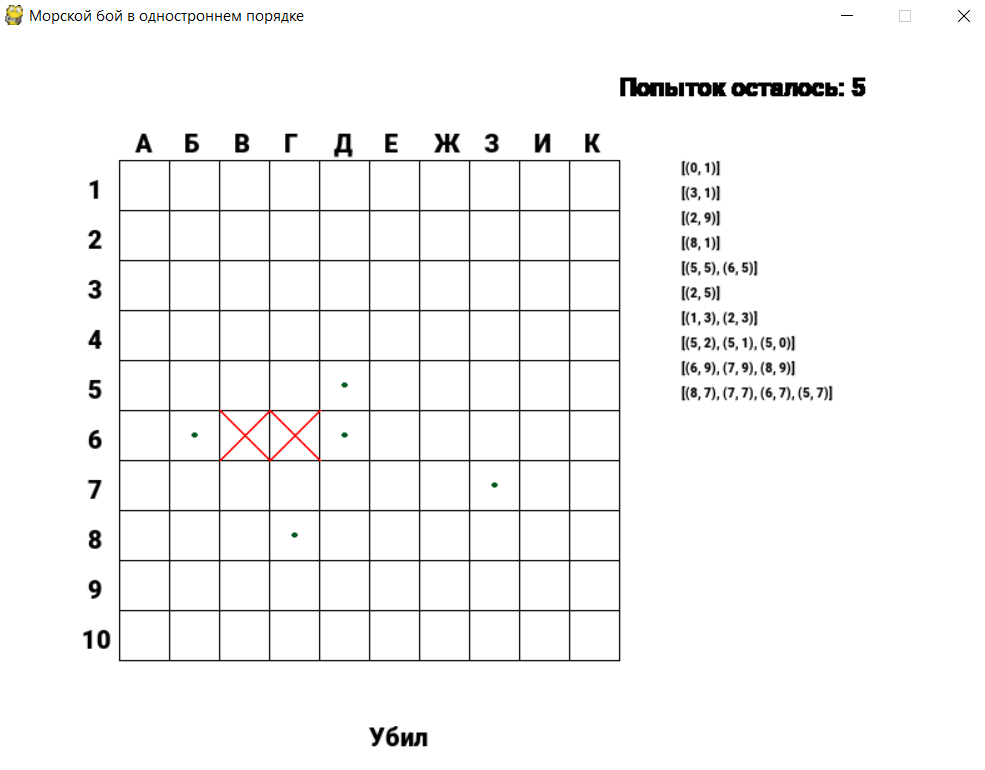 Морской бой в одностроннем порядке
Попыток осталось: 5
А Б В Г Д Е Ж З И К
1
2
3
4
5
6
7
8
9
10
[(0, 1)]
[(3, 1)]
[(2, 9)]
[(8, 1)]
[(5, 5), (6, 5)]
[(2, 5)]
[(1, 3), (2, 3)]
[(5, 2), (5, 1), (5, 0)]
[(6, 9), (7, 9), (8, 9)]
[(8, 7), (7, 7), (6, 7), (5, 7)]
Убил